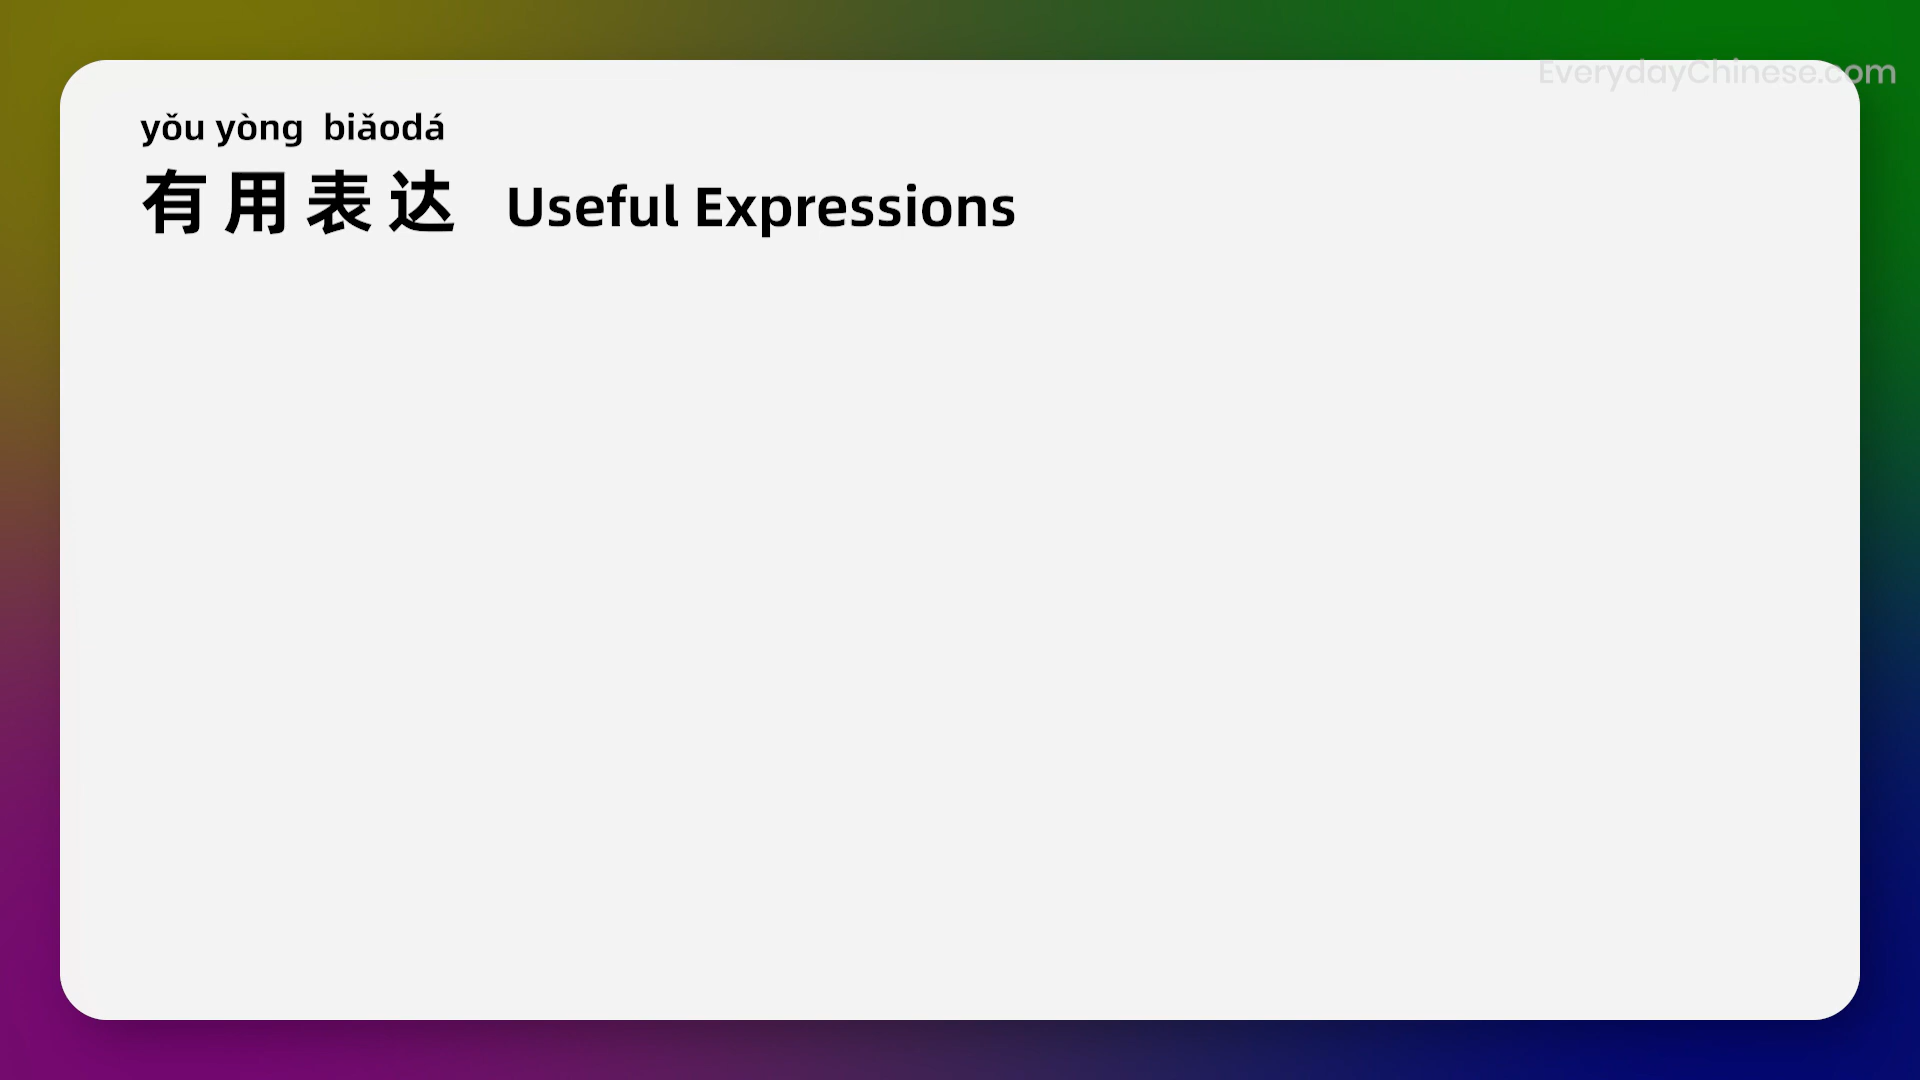 EverydayChinese.com
yǒu yòng biǎodá
有用表达 Useful Expressions